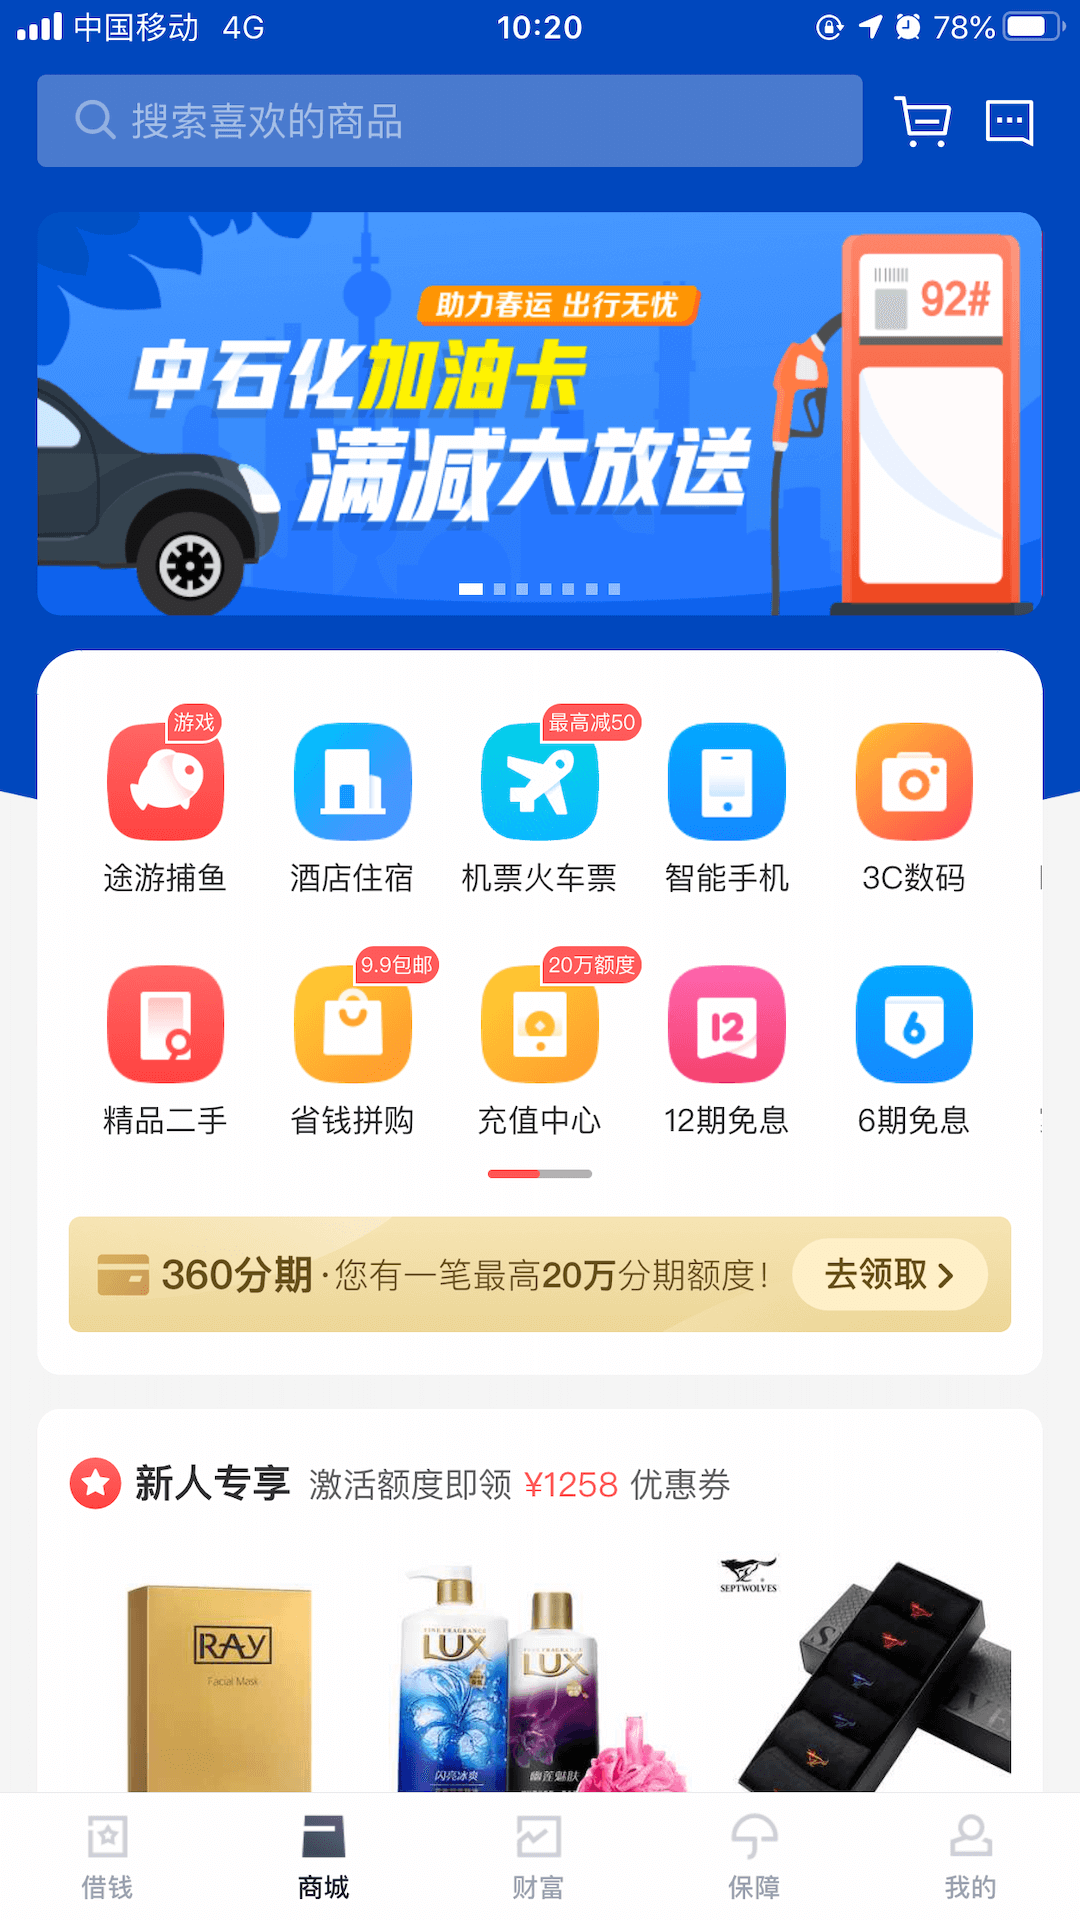 中国移动 4G 10:20 78%
搜索喜欢的商品
助力春运 出行无忧
中石化加油卡
满减大放送
92#
游戏
最高减50
途游捕鱼 酒店住宿 机票火车票 智能手机 3C数码
9.9包邮
20万额度
12
6
精品二手 省钱拼购 充值中心 12期免息 6期免息
360分期·您有一笔最高20万分期额度！ 去领取
新人专享 激活额度即领 ¥1258 优惠券
SEPTWOLVES
RAY
Facial Mask
FINE FRAGRANCE
LUX
FINE FRAGRANCE
LUX
闪亮冰爽
幽莲魅肤
借钱 商城 财富 保障 我的